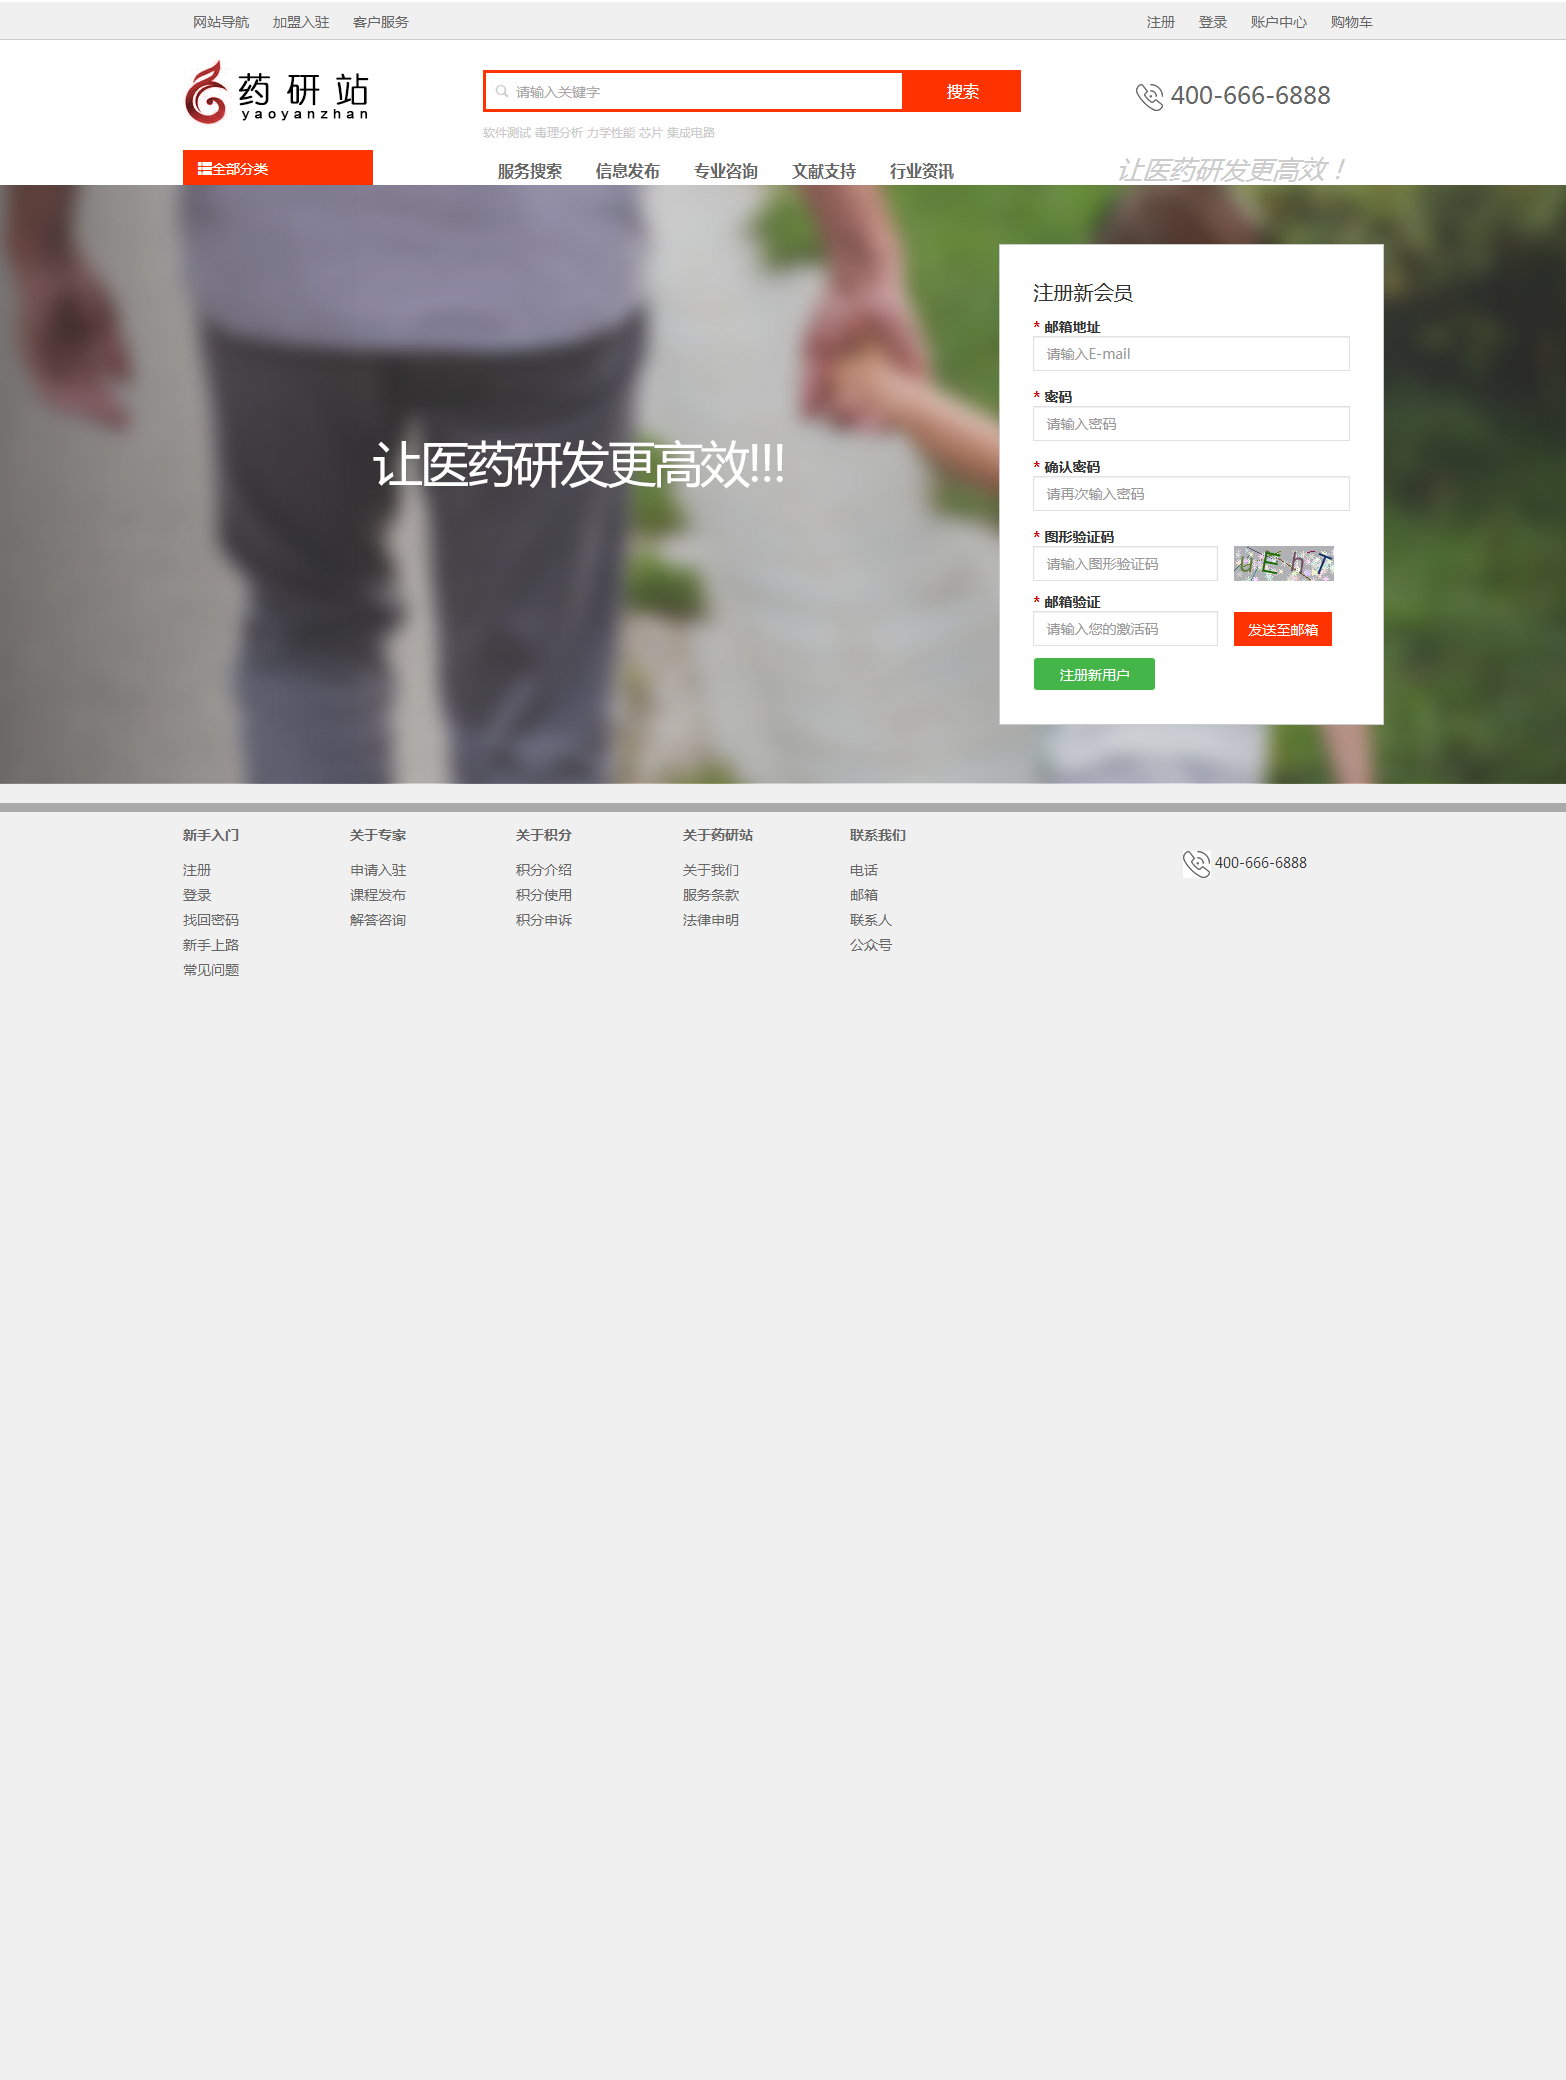 网站导航 加盟入驻 客户服务 注册 登录 账户中心 购物车
药研站
yaoyanzhan
请输入关键字 搜索
400-666-6888
软件测试 毒理分析 力学性能 芯片 集成电路
全部分类 服务搜索 信息发布 专业咨询 文献支持 行业资讯
让医药研发更高效！
让医药研发更高效!!!
注册新会员
* 邮箱地址
请输入E-mail
* 密码
请输入密码
* 确认密码
请再次输入密码
* 图形验证码
请输入图形验证码 uEhT
* 邮箱验证
请输入您的激活码 发送至邮箱
注册新用户
新手入门 关于专家 关于积分 关于药研站 联系我们
400-666-6888
注册 申请入驻 积分介绍 关于我们 电话
登录 课程发布 积分使用 服务条款 邮箱
找回密码 解答咨询 积分申诉 法律申明 联系人
新手上路 公众号
常见问题